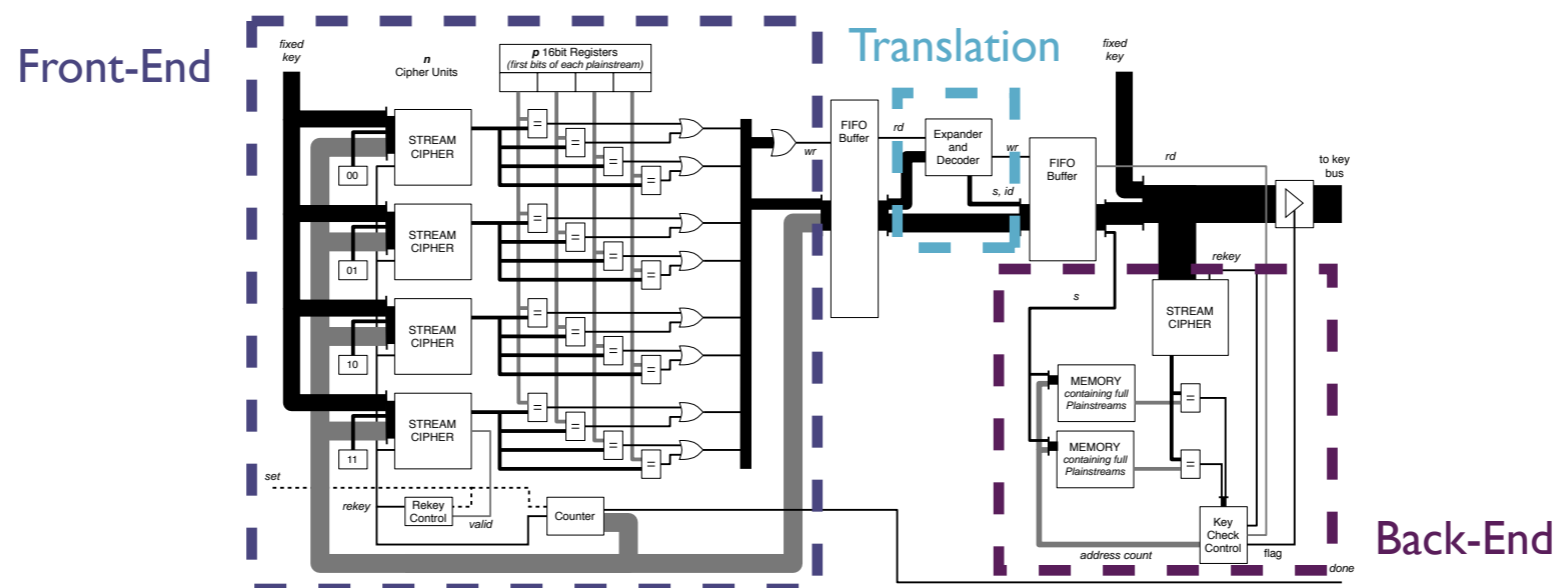 Front-End
fixed
key
n
Cipher Units
p 16bit Registers
(first bits of each plainstream)
STREAM
CIPHER
00
=
=
=
=
STREAM
CIPHER
01
=
=
=
=
STREAM
CIPHER
10
=
=
=
=
STREAM
CIPHER
11
=
=
=
=
set
rekey
Rekey
Control
valid
Counter
wr
FIFO
Buffer
Translation
rd
Expander
and
Decoder
wr
s, id
FIFO
Buffer
fixed
key
rd
to key
bus
rekey
s
STREAM
CIPHER
MEMORY
containing full
Plainstreams
=
MEMORY
containing full
Plainstreams
=
Key
Check
Control
address count
flag
done
Back-End